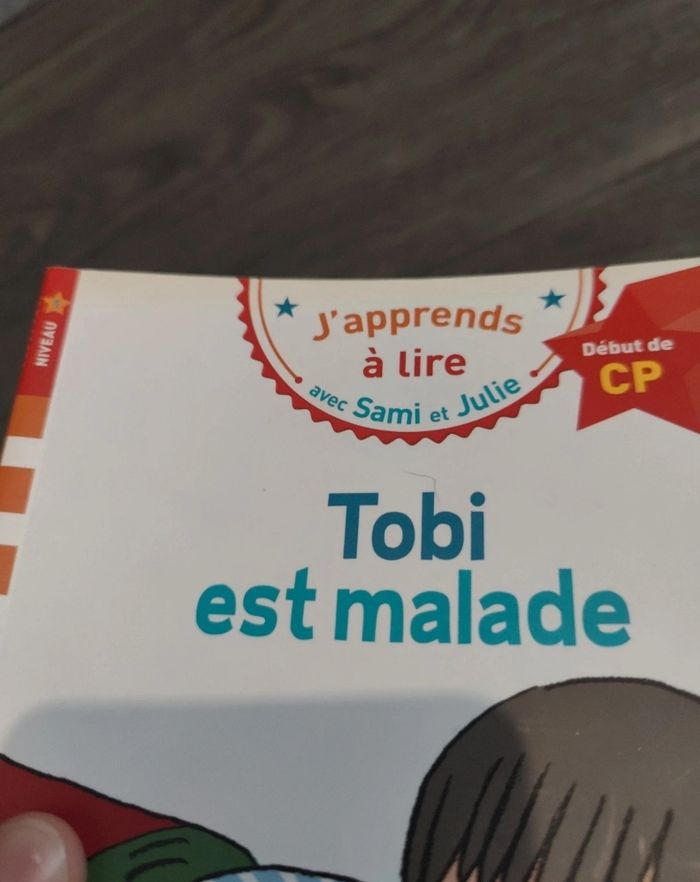 NIVEAU
J'apprends
à lire
avec Sami et Julie
Début de
CP
Tobi
est malade